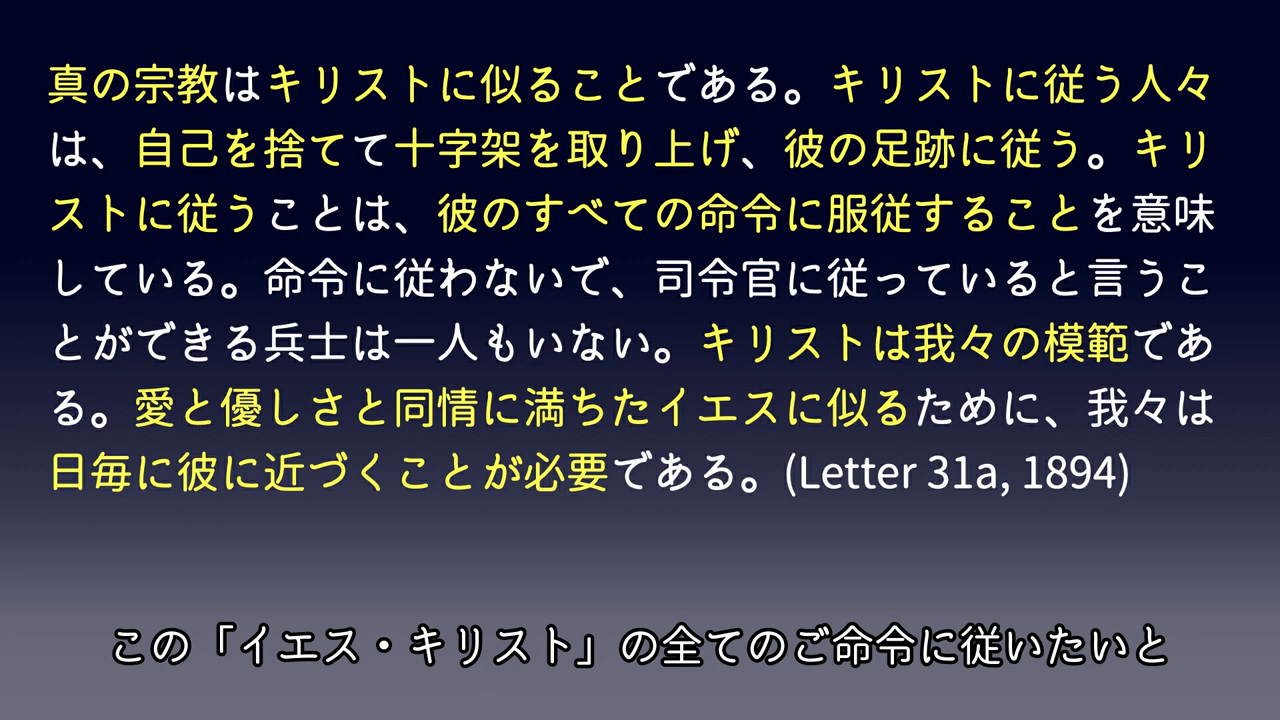 真の宗教はキリストに似ることである。キリストに従う人々
は、自己を捨てて十字架を取り上げ、彼の足跡に従う。キリ
ストに従うことは、彼のすべての命令に服従することを意味
している。命令に従わないで、司令官に従っていると言うこ
とができる兵士は一人もいない。キリストは我々の模範であ
る。愛と優しさと同情に満ちたイエスに似るために、我々は
日毎に彼に近づくことが必要である。(Letter 31a, 1894)
この「イエス・キリスト」の全てのご命令に従いたいと